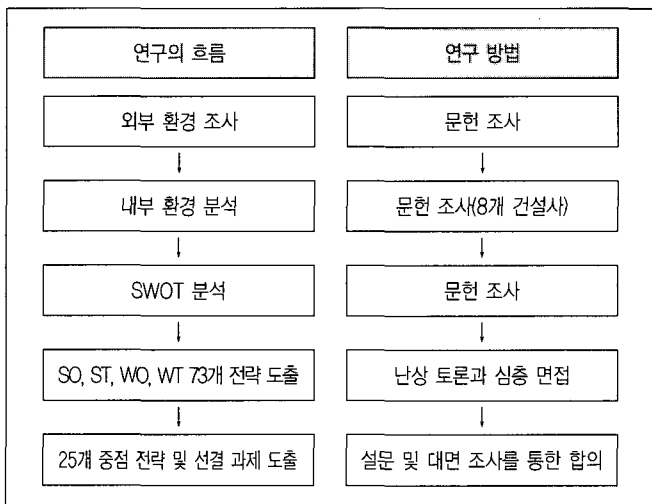 연구의 흐름
연구 방법
외부 환경 조사
문헌 조사
내부 환경 분석
문헌 조사(8개 건설사)
SWOT 분석
문헌 조사
SO, ST, WO, WT 73개 전략 도출
난상 토론과 심층 면접
25개 중점 전략 및 선결 과제 도출
설문 및 대면 조사를 통한 합의